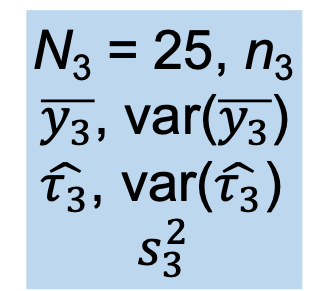 N₃ = 25, n₃
y̅₃, var(y̅₃)
τ̂₃, var(τ̂₃)
s₃²